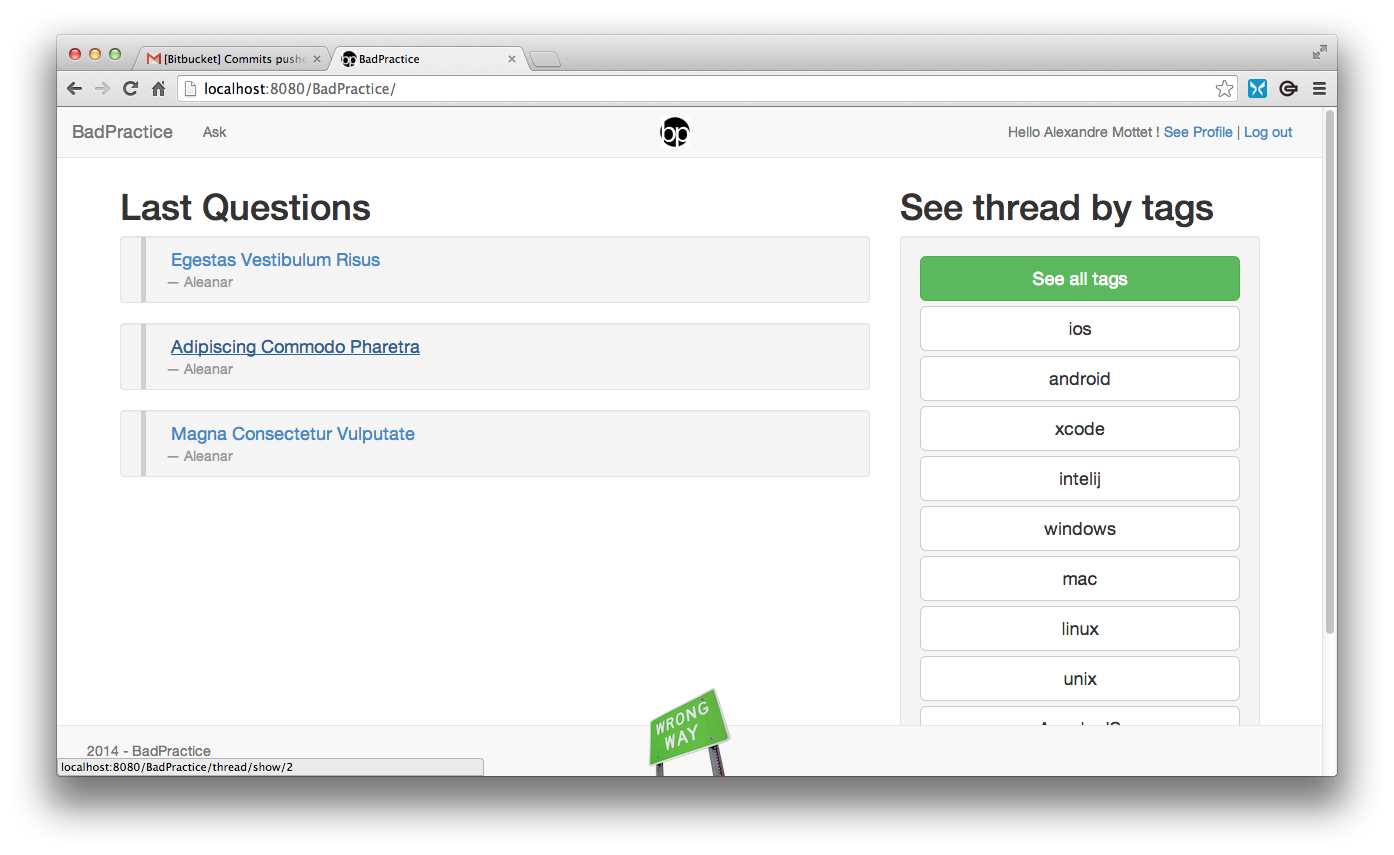 [Bitbucket] Commits pushe
BadPractice
localhost:8080/BadPractice/
BadPractice
Ask
bp
Hello Alexandre Mottet ! See Profile | Log out
Last Questions
Egestas Vestibulum Risus
— Aleanar
Adipiscing Commodo Pharetra
— Aleanar
Magna Consectetur Vulputate
— Aleanar
See thread by tags
See all tags
ios
android
xcode
intelij
windows
mac
linux
unix
WRONG
WAY
2014 - BadPractice
localhost:8080/BadPractice/thread/show/2